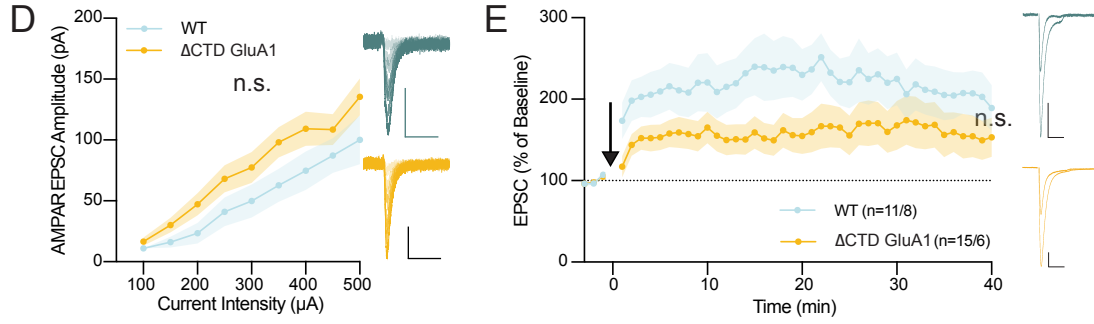 D
AMPAR EPSC Amplitude (pA)
200
150
100
50
0
WT
ΔCTD GluA1
n.s.
100
200
300
400
500
Current Intensity (µA)
E
EPSC (% of Baseline)
300
200
100
0
n.s.
WT (n=11/8)
ΔCTD GluA1 (n=15/6)
0
10
20
30
40
Time (min)